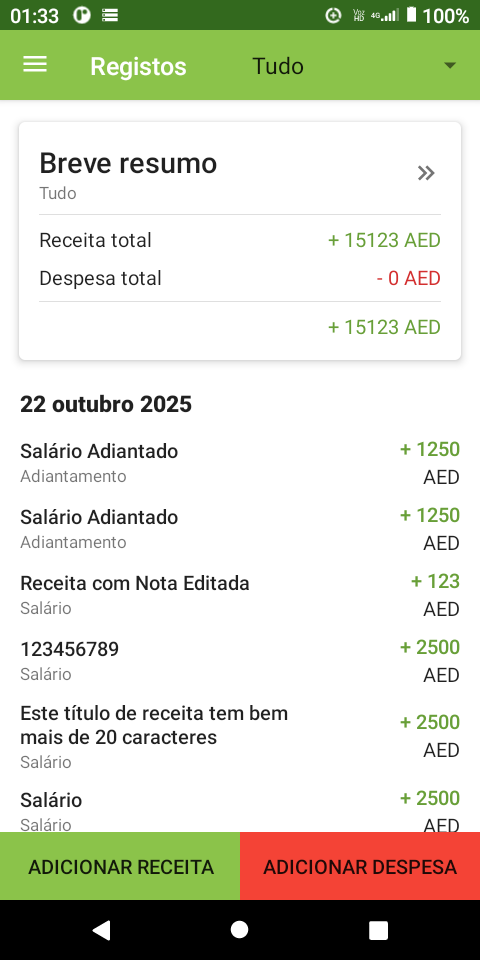 01:33
4G 100%
Registos Tudo
Breve resumo
Tudo
Receita total + 15123 AED
Despesa total - 0 AED
+ 15123 AED
22 outubro 2025
Salário Adiantado + 1250
Adiantamento AED
Salário Adiantado + 1250
Adiantamento AED
Receita com Nota Editada + 123
Salário AED
123456789 + 2500
Salário AED
Este título de receita tem bem
mais de 20 caracteres + 2500
Salário AED
Salário + 2500
Salário AED
ADICIONAR RECEITA ADICIONAR DESPESA